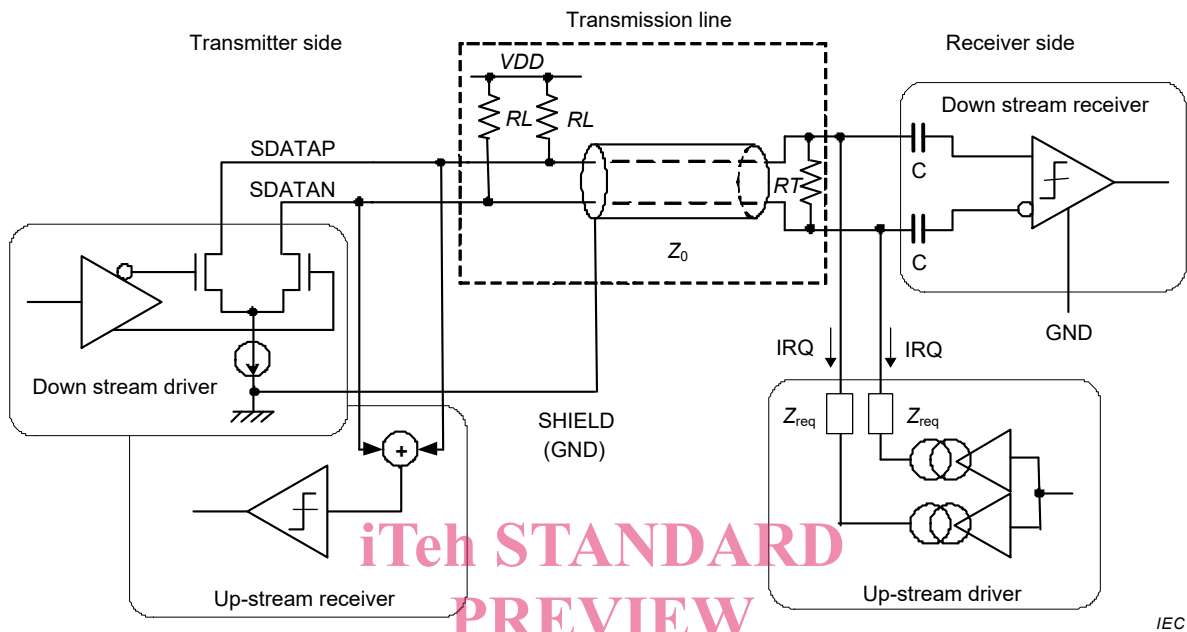 Transmission line
Transmitter side
Receiver side
VDD
Down stream receiver
RL
RL
SDATAP
C
RT
SDATAN
C
Z0
GND
IRQ
IRQ
Down stream driver
SHIELD
(GND)
Zreq
Zreq
+
iTeh STANDARD
PREVIEW
Up-stream receiver
Up-stream driver
IEC